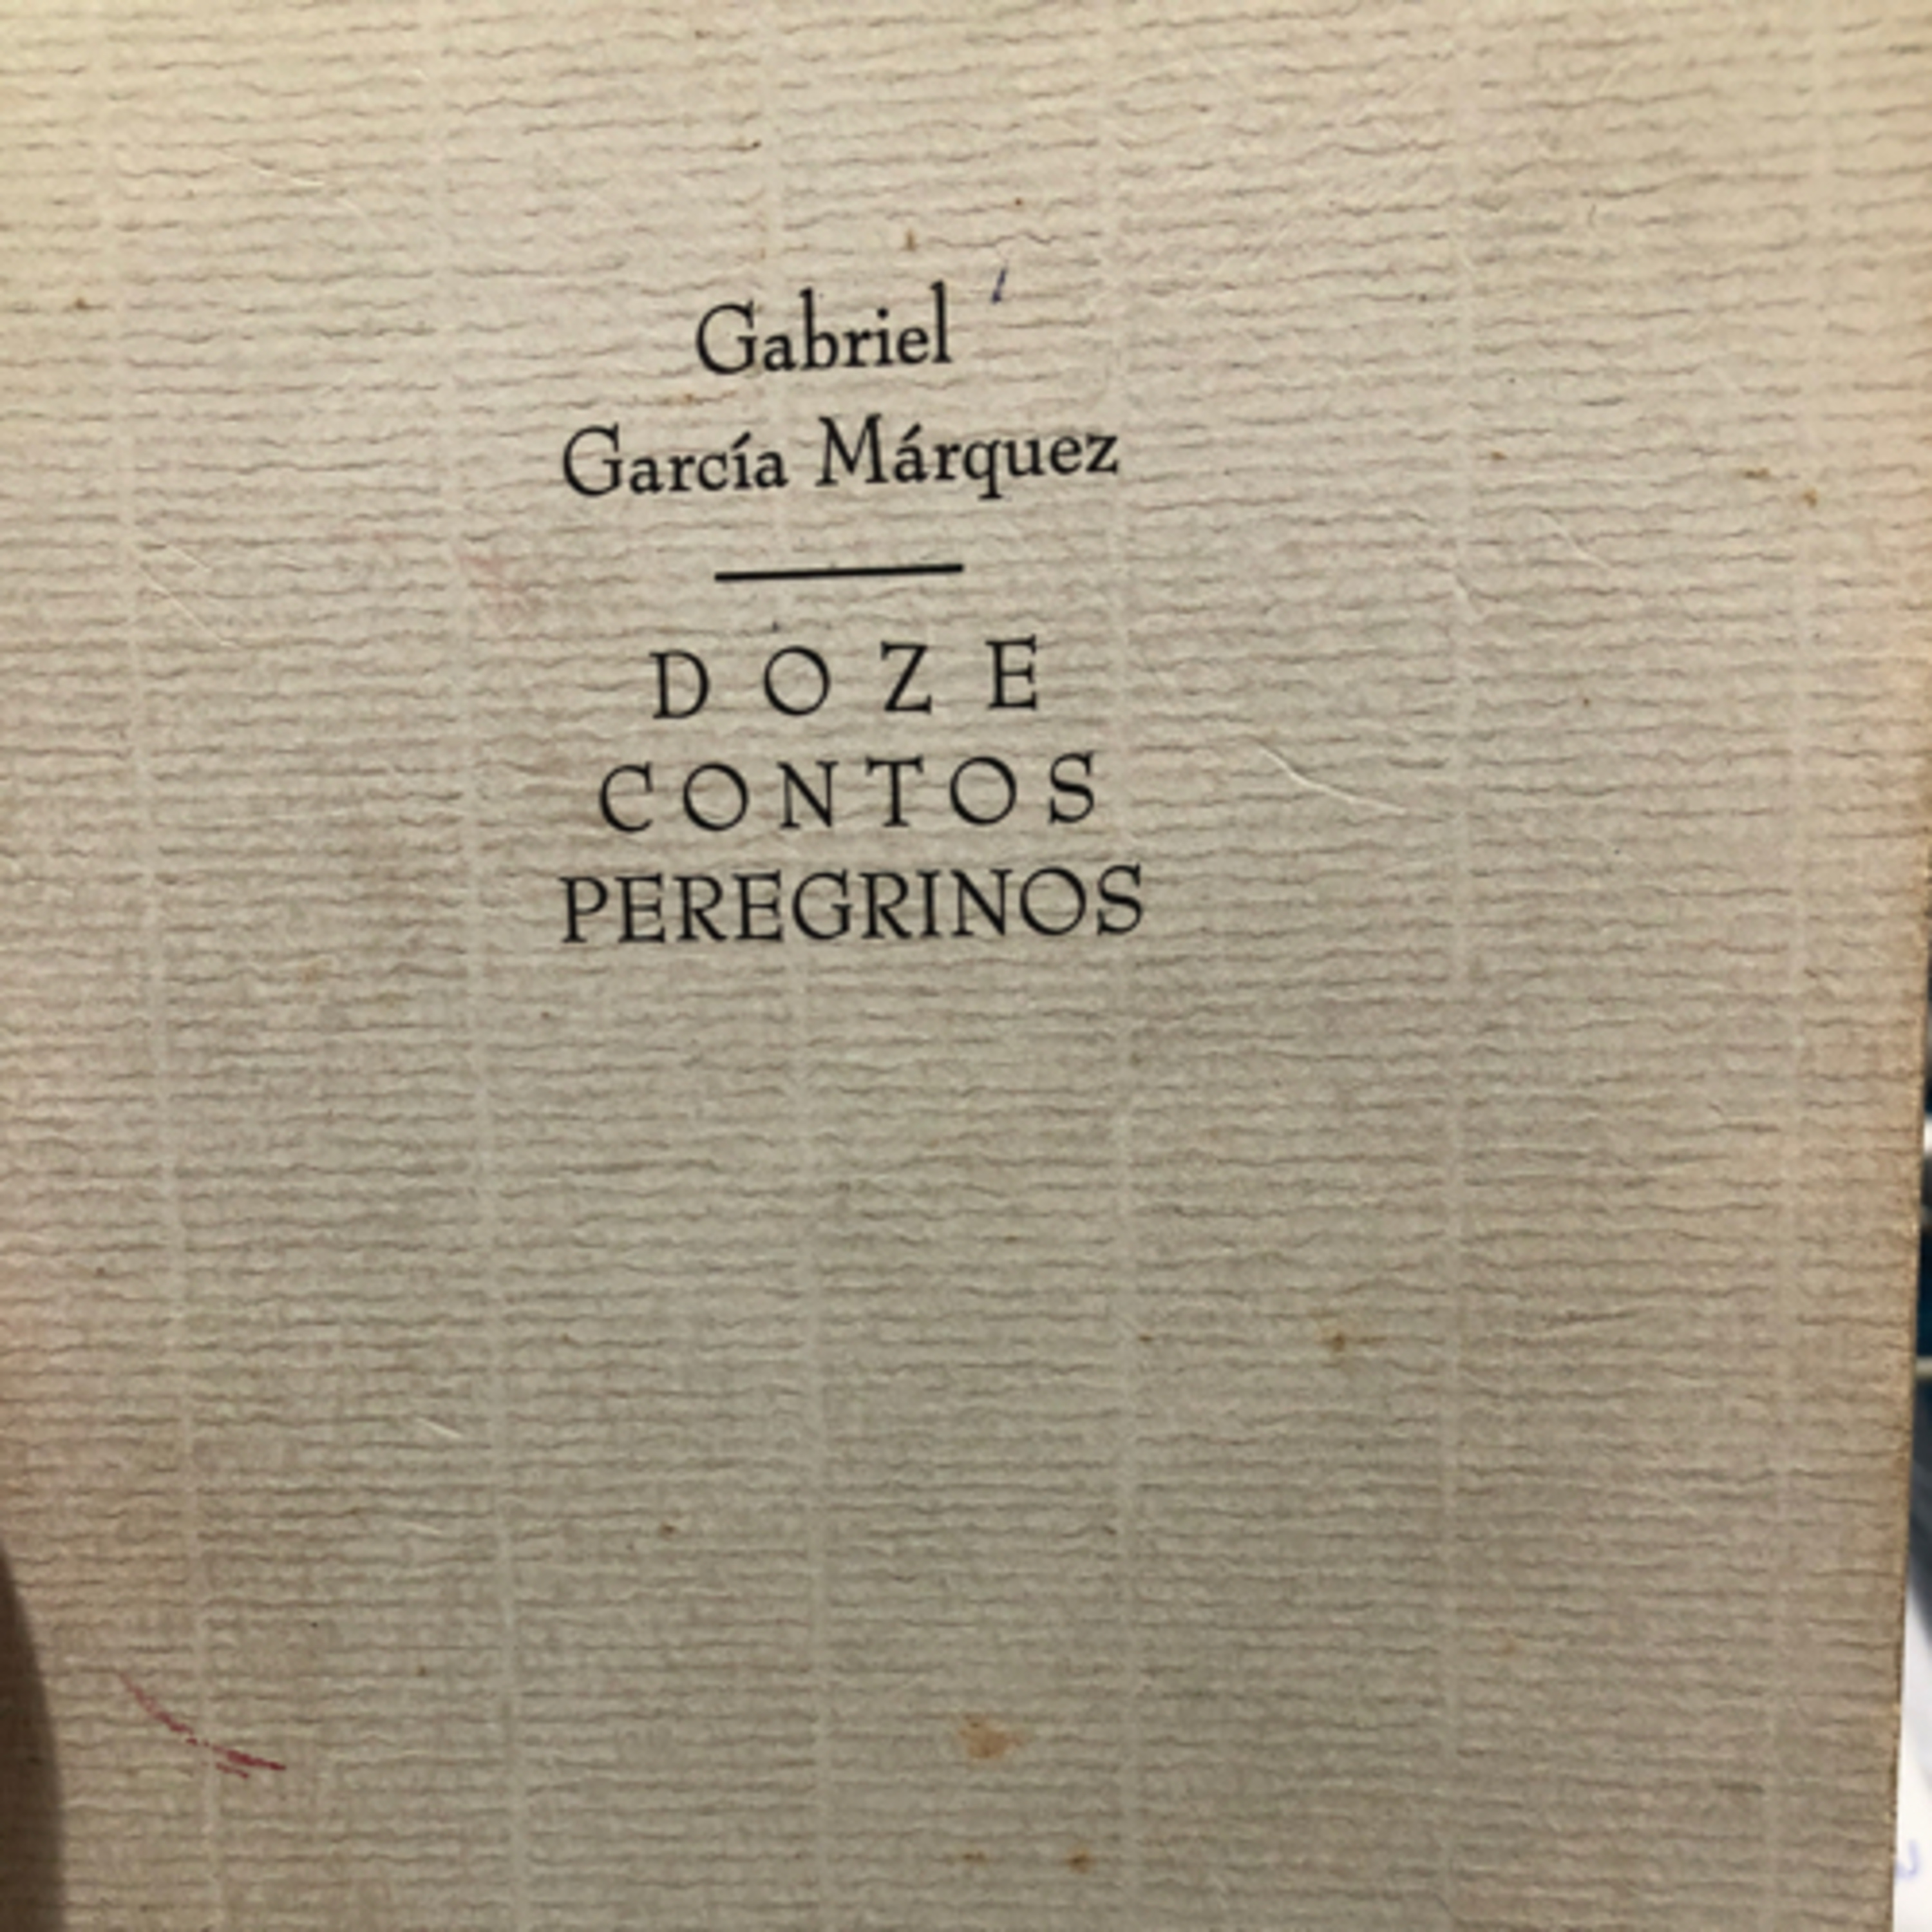 Gabriel
García Márquez
DOZE
CONTOS
PEREGRINOS